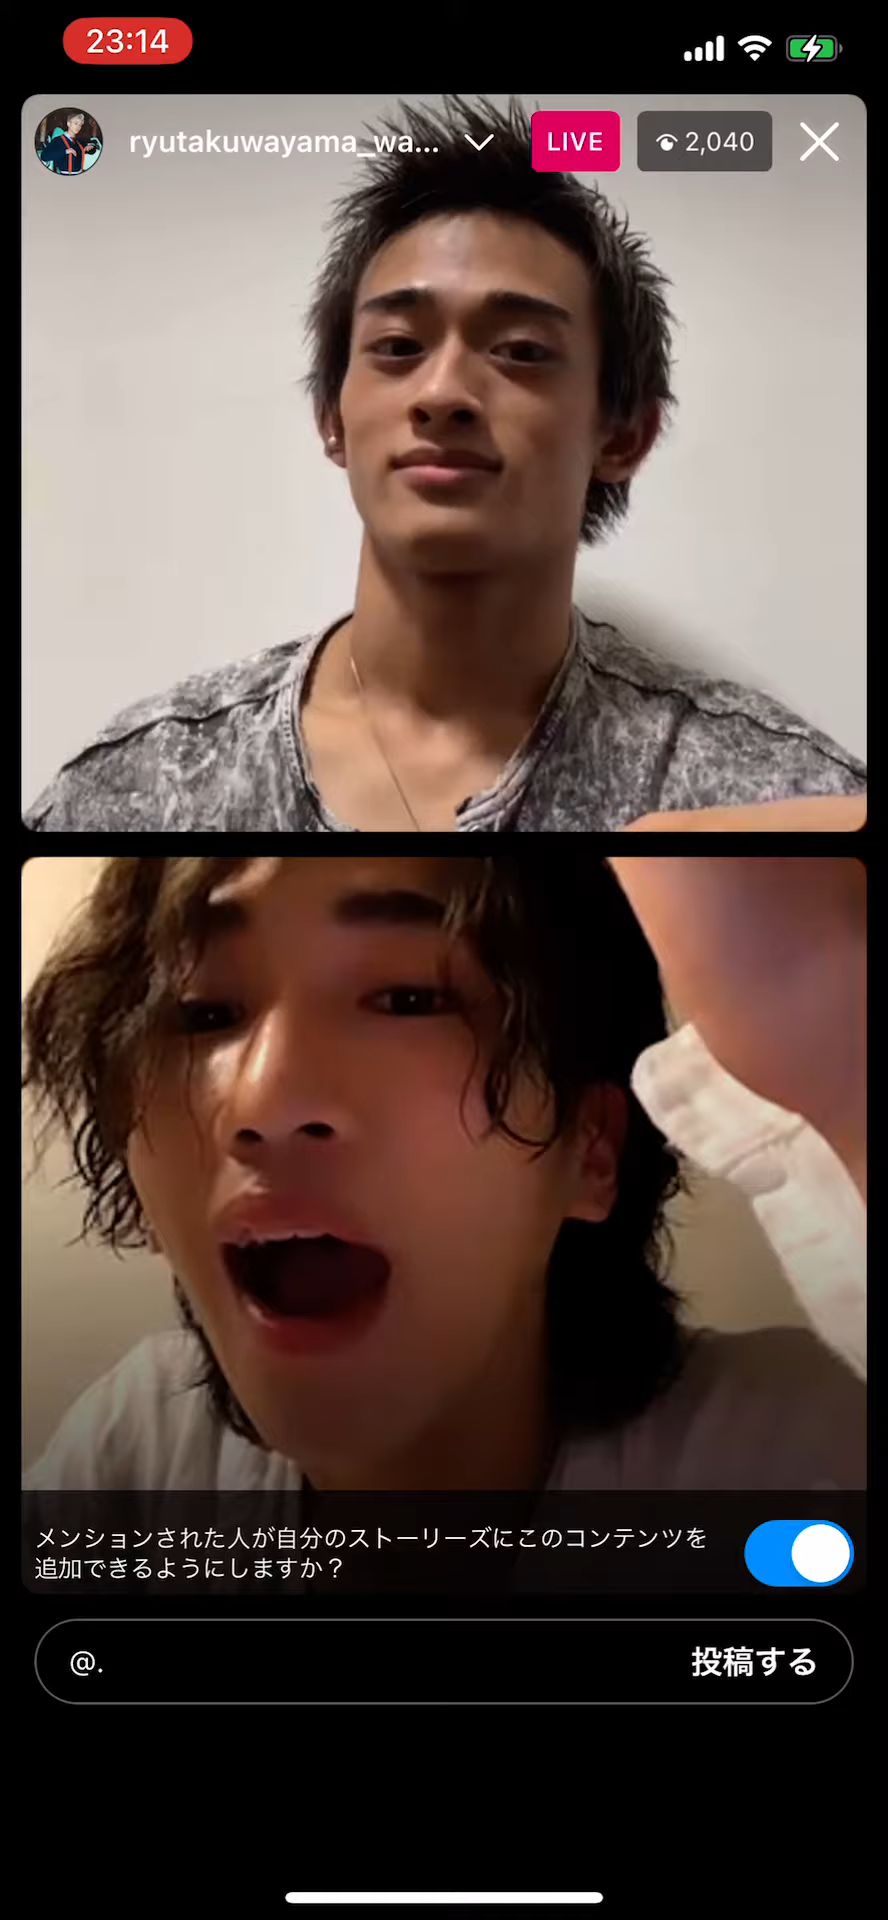 23:14
ryutakuwayama_wa...
LIVE
2,040
メンションされた人が自分のストーリーズにこのコンテンツを
追加できるようにしますか？
@.
投稿する